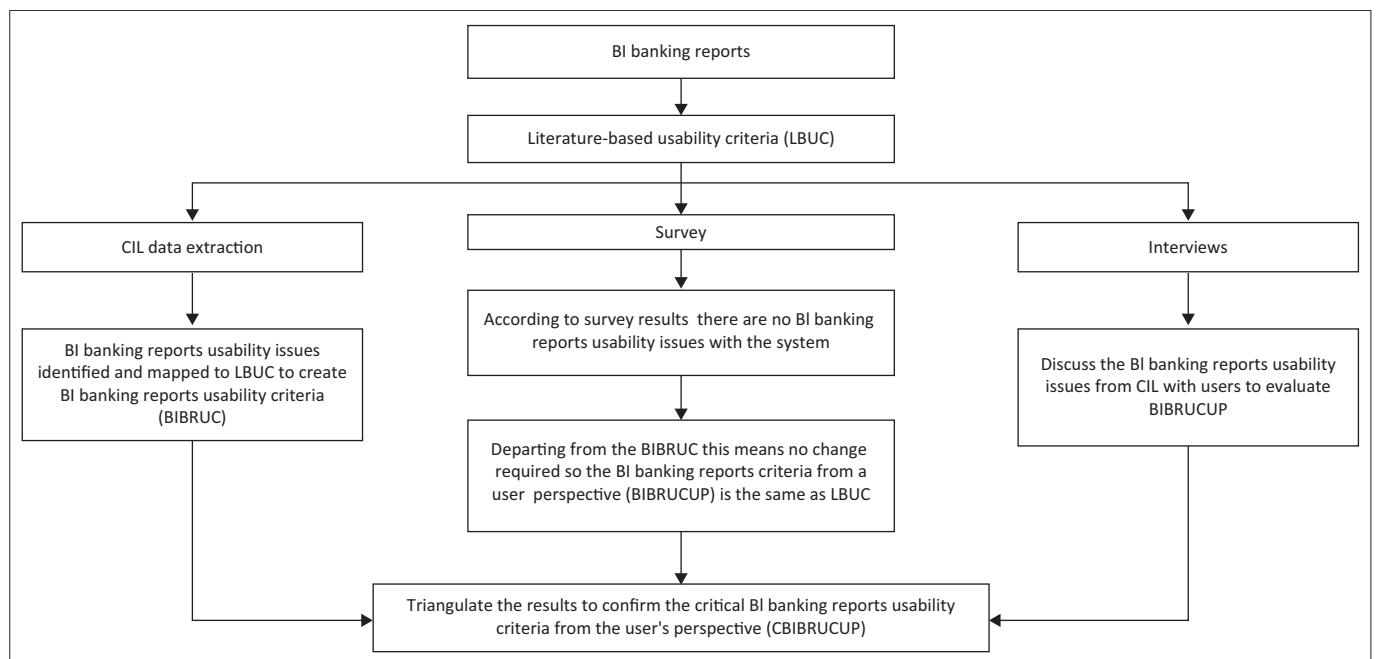 BI banking reports
Literature-based usability criteria (LBUC)
CIL data extraction
BI banking reports usability issues
identified and mapped to LBUC to create
BI banking reports usability criteria
(BIBRUC)
Survey
According to survey results there are no BI banking
reports usability issues with the system
Departing from the BIBRUC this means no change
required so the BI banking reports criteria from a
user perspective (BIBRUCUP) is the same as LBUC
Interviews
Discuss the BI banking reports usability
issues from CIL with users to evaluate
BIBRUCUP
Triangulate the results to confirm the critical BI banking reports usability
criteria from the user's perspective (CBIBRUCUP)